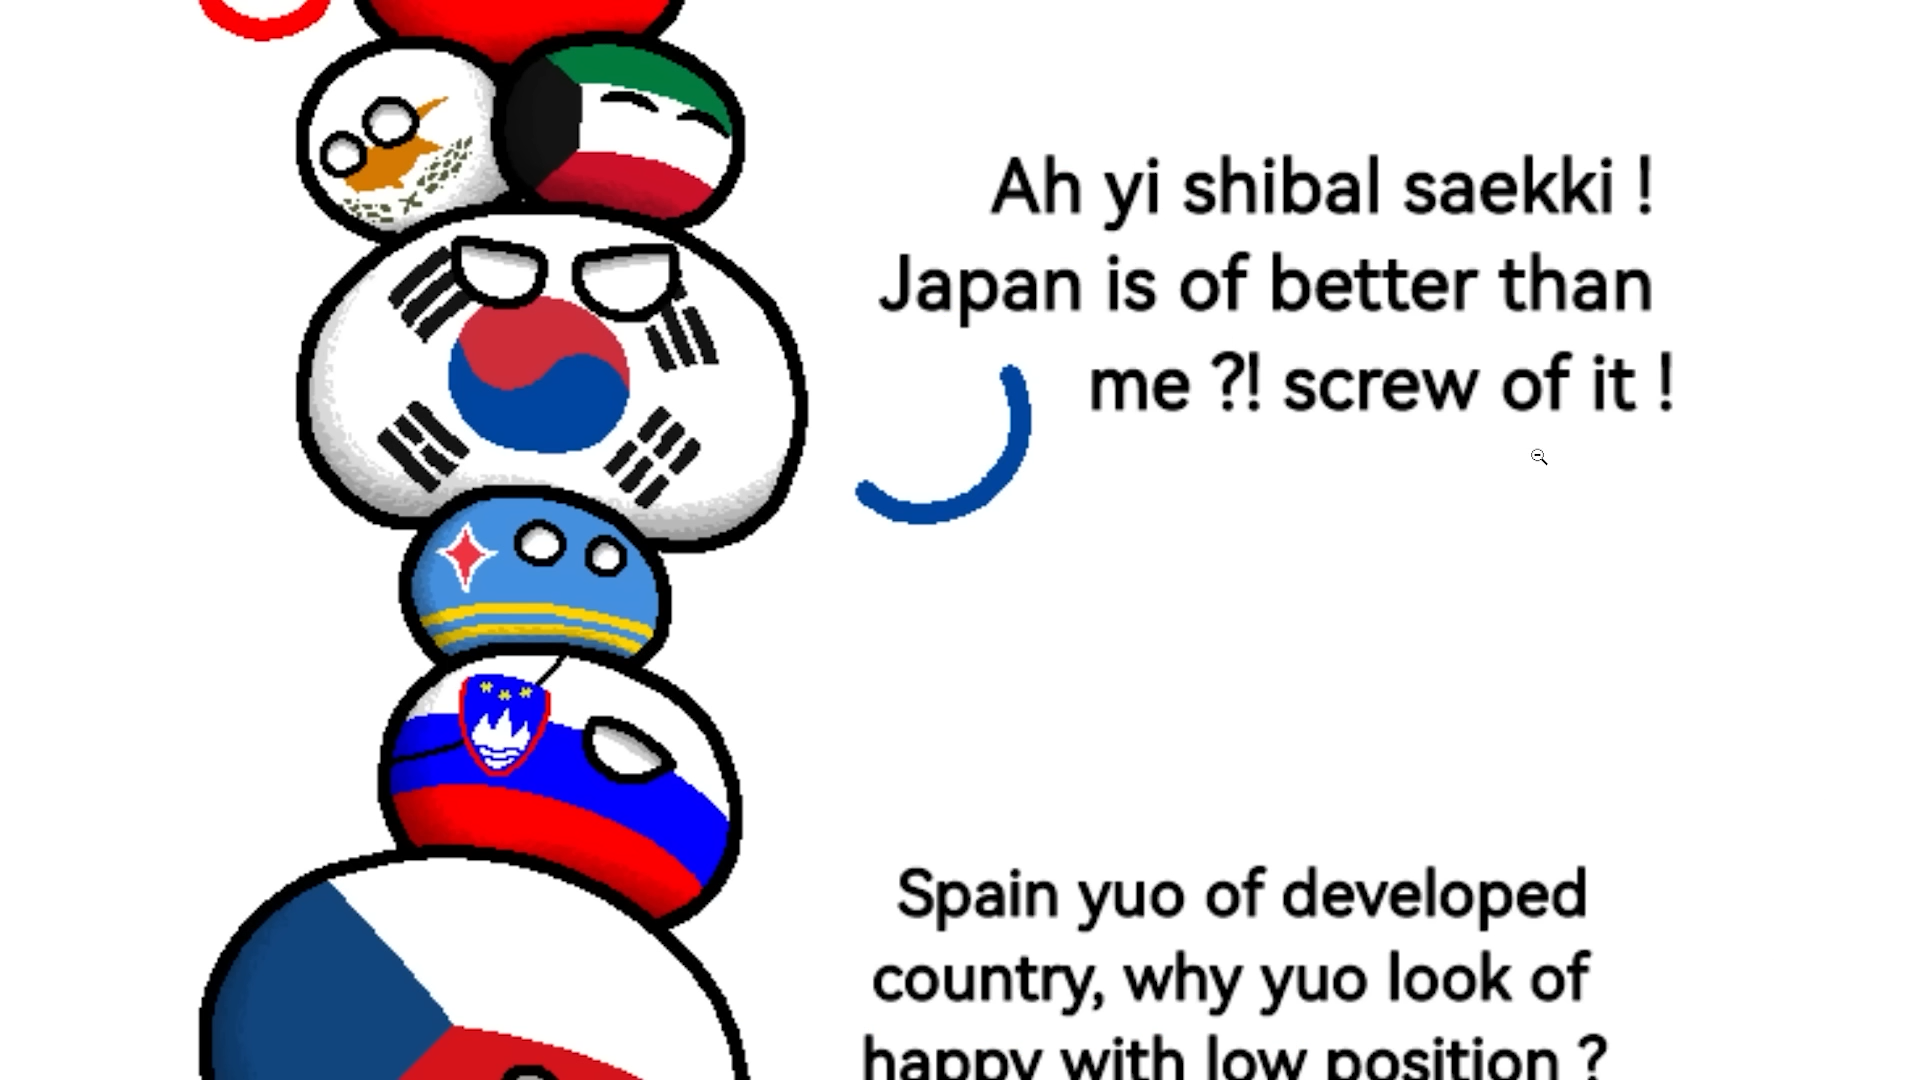 Ah yi shibal saekki !
Japan is of better than
me ?! screw of it !
Spain yuo of developed
country, why yuo look of
happy with low position ?